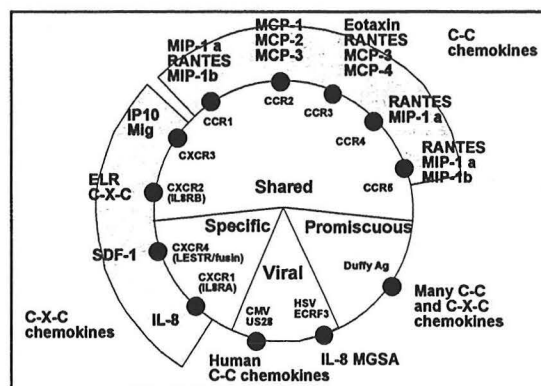 MIP-1 a
RANTES
MIP-1b
MCP-1
MCP-2
MCP-3
Eotaxin
RANTES
MCP-3
MCP-4
C-C
chemokines
RANTES
MIP-1 a
RANTES
MIP-1 a
MIP-1b
IP10
Mig
ELR
C-X-C
SDF-1
IL-8
C-X-C
chemokines
CCR1
CCR2
CCR3
CCR4
CCR5
CXCR3
CXCR2
(IL8RB)
CXCR4
(LESTR/fusin)
CXCR1
(IL8RA)
Shared
Specific
Promiscuous
Viral
CMV
US28
HSV
ECRF3
Duffy Ag
Many C-C
and C-X-C
chemokines
Human
C-C chemokines
IL-8 MGSA